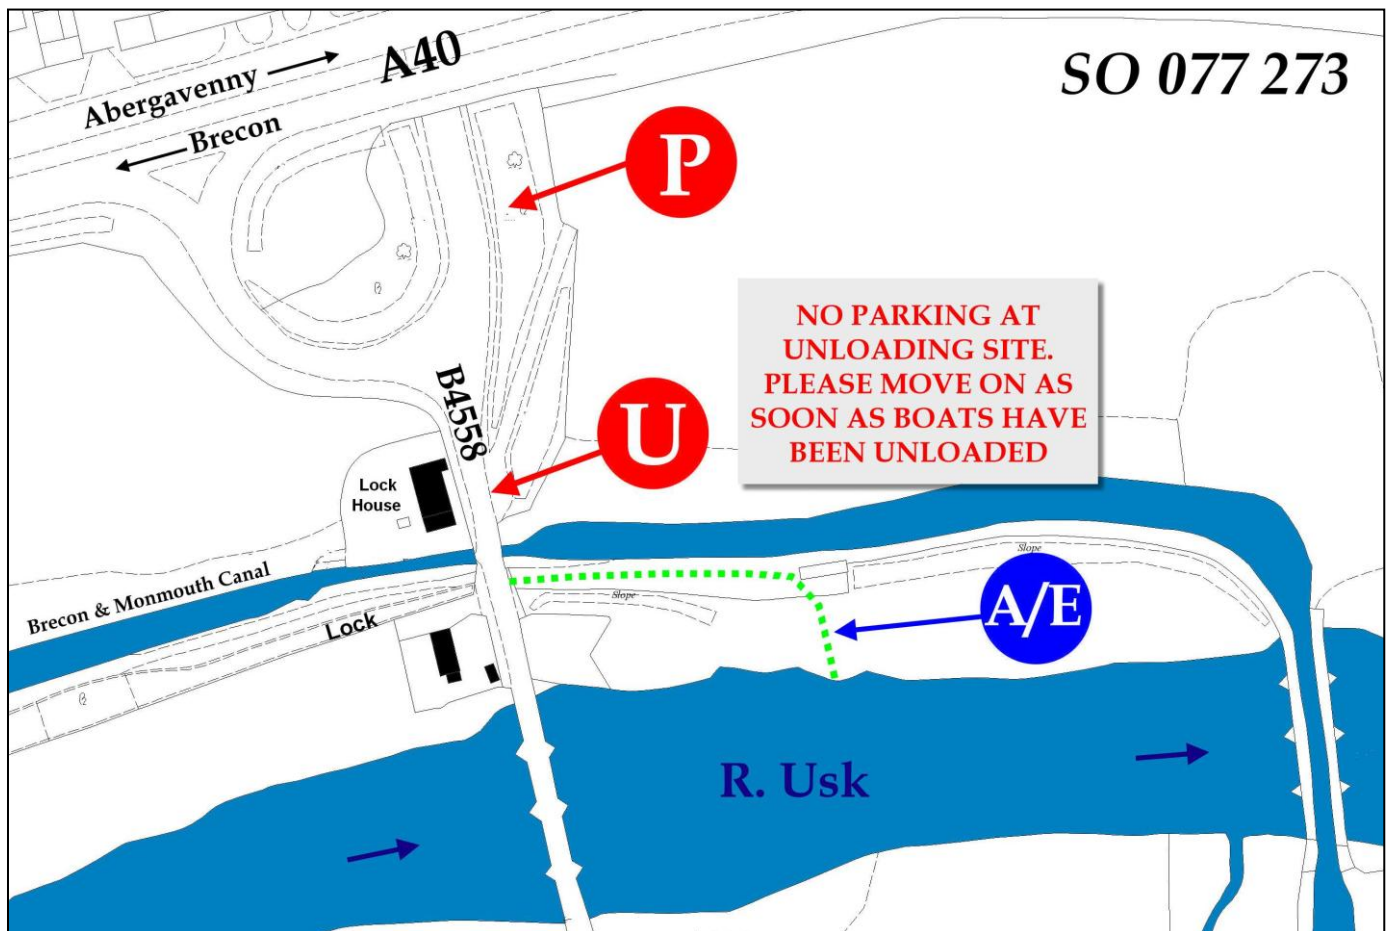 A40
SO 077 273
Abergavenny
Brecon
P
NO PARKING AT
UNLOADING SITE.
PLEASE MOVE ON AS
SOON AS BOATS HAVE
BEEN UNLOADED
B4558
U
Lock
House
Slope
Brecon & Monmouth Canal
Slope
A/E
Lock
R. Usk